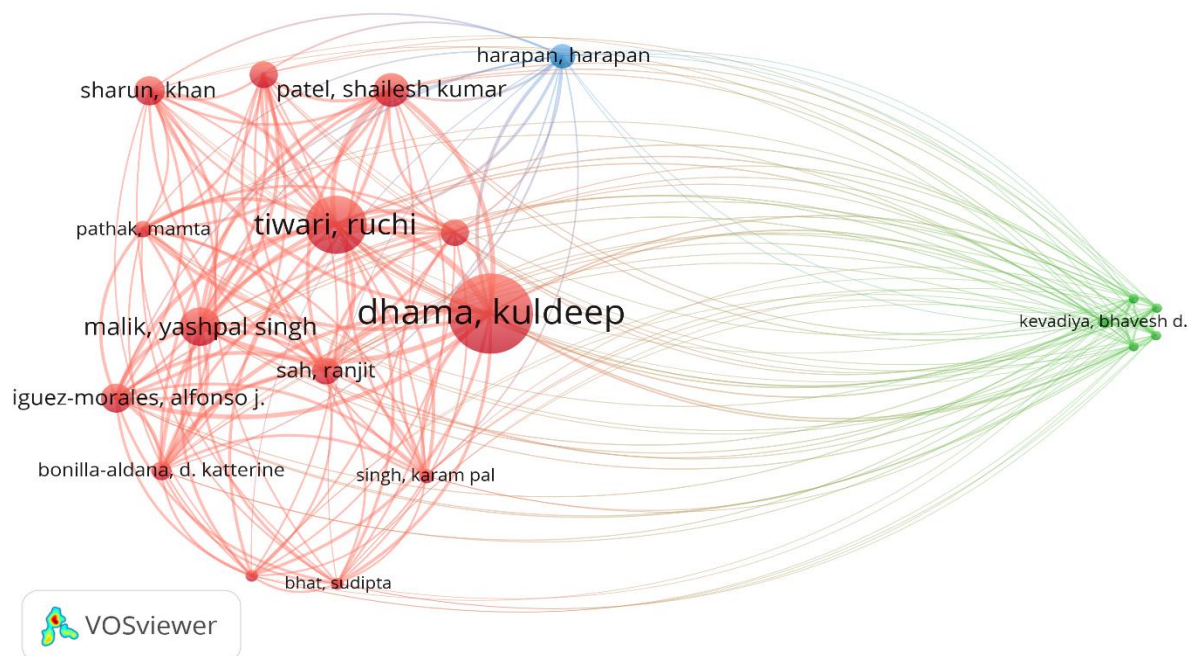 harapan, harapan
sharun, khan
patel, shailesh kumar
tiwari, ruchi
pathak, mamta
dhama, kuldeep
kevadiya, bhavesh d.
malik, yashpal singh
sah, ranjit
iguez-morales, alfonso j.
bonilla-aldana, d. katterine
singh, karam pal
bhat, sudipta
VOSviewer